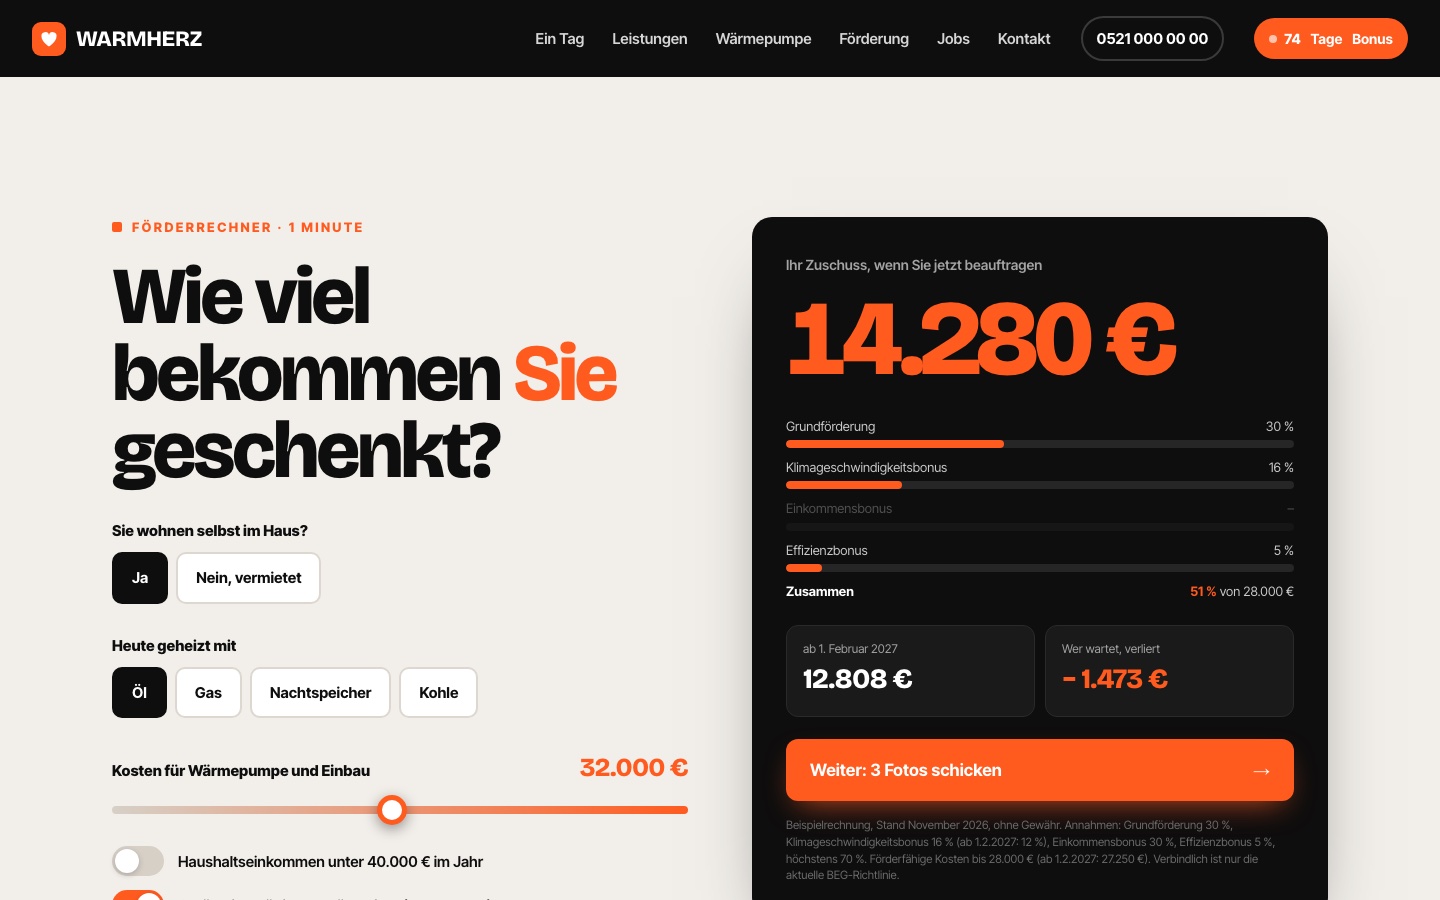 WARMHERZ
Ein Tag
Leistungen
Wärmepumpe
Förderung
Jobs
Kontakt
0521 000 00 00
74 Tage Bonus
FÖRDERRECHNER · 1 MINUTE
Wie viel
bekommen Sie
geschenkt?
Sie wohnen selbst im Haus?
Ja
Nein, vermietet
Heute geheizt mit
Öl
Gas
Nachtspeicher
Kohle
Kosten für Wärmepumpe und Einbau
32.000 €
Haushaltseinkommen unter 40.000 € im Jahr
Ihr Zuschuss, wenn Sie jetzt beauftragen
14.280 €
Grundförderung 30 %
Klimageschwindigkeitsbonus 16 %
Einkommensbonus –
Effizienzbonus 5 %
Zusammen 51 % von 28.000 €
ab 1. Februar 2027
12.808 €
Wer wartet, verliert
− 1.473 €
Weiter: 3 Fotos schicken →
Beispielrechnung, Stand November 2026, ohne Gewähr. Annahmen: Grundförderung 30 %,
Klimageschwindigkeitsbonus 16 % (ab 1.2.2027: 12 %), Einkommensbonus 30 %, Effizienzbonus 5 %,
höchstens 70 %. Förderfähige Kosten bis 28.000 € (ab 1.2.2027: 27.250 €). Verbindlich ist nur die
aktuelle BEG-Richtlinie.